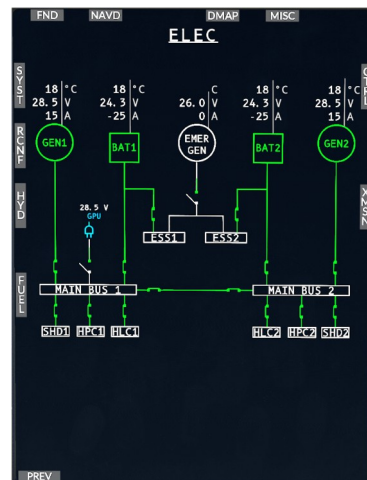 FND NAVD DMAP MISC
ELEC
SYST
RCNF
HYD
FUEL
XMSN
18 °C 18 °C C 18 °C 18 °C
28.5 V 24.3 V 26.0 V 24.3 V 28.5 V
15 A -25 A 0 A -25 A 15 A
GEN1 BAT1 EMER GEN BAT2 GEN2
28.5 V
GPU
ESS1 ESS2
MAIN BUS 1 MAIN BUS 2
SHD1 HPC1 HLC1 HLC2 HPC2 SHD2
PREV